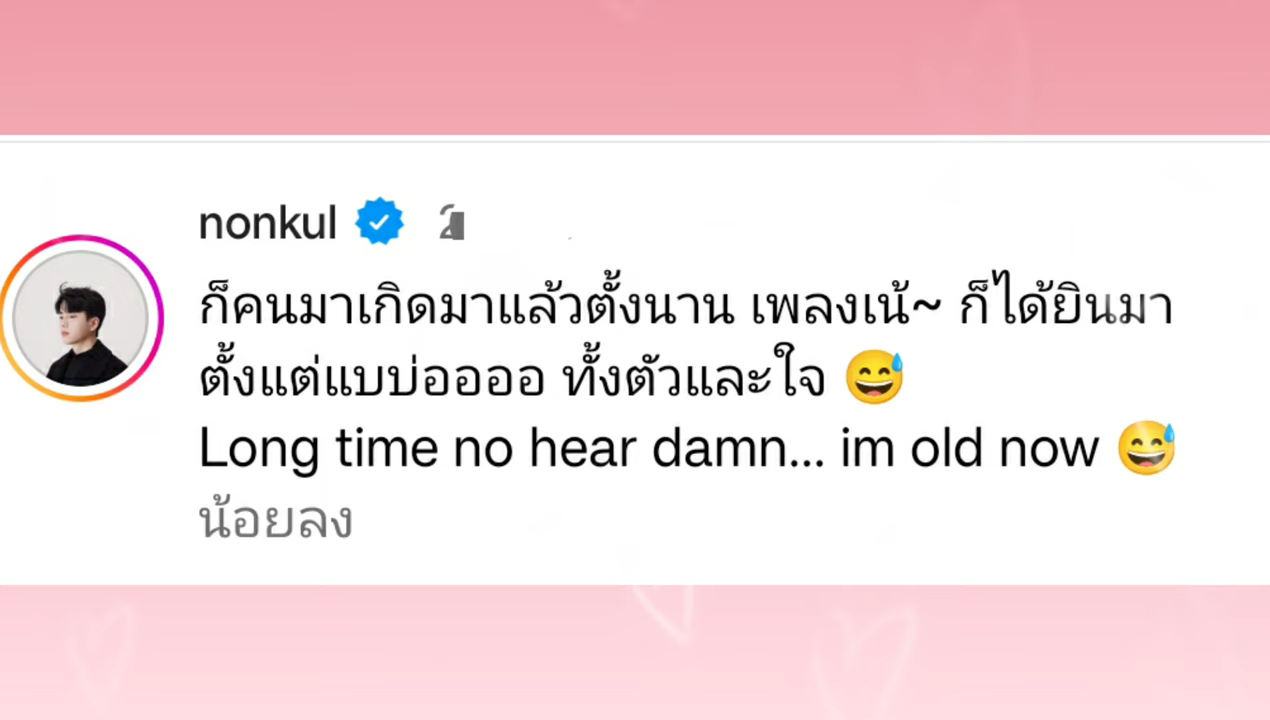 nonkul
ก็คนมาเกิดมาแล้วตั้งนาน เพลงเน้~ ก็ได้ยินมา
ตั้งแต่แบบ่ออออ ทั้งตัวและใจ 😅
Long time no hear damn... im old now 😅
น้อยลง